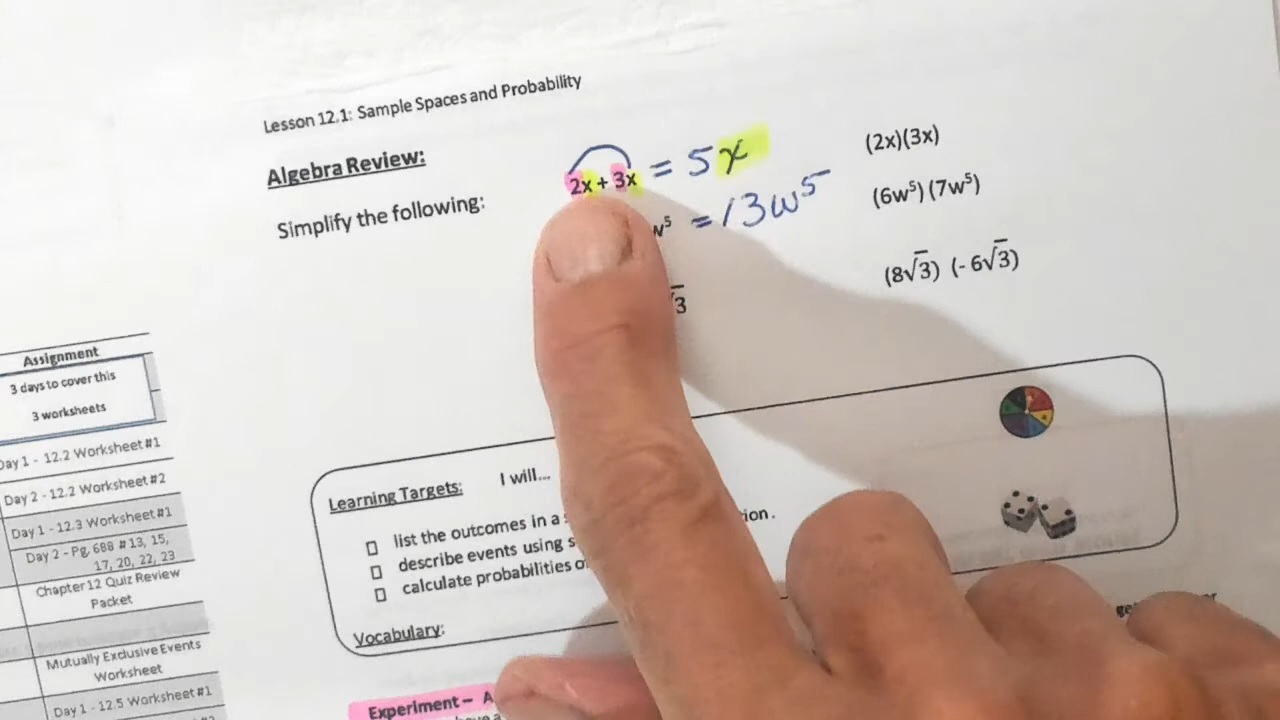 Lesson 12.1: Sample Spaces and Probability
Algebra Review:
Simplify the following:
2x + 3x = 5x
(2x)(3x)
w⁵ = 13w⁵
(6w⁵) (7w⁵)
√3
(8√3) (- 6√3)
Assignment
3 days to cover this
3 worksheets
Day 1 - 12.2 Worksheet #1
Day 2 - 12.2 Worksheet #2
Day 1 - 12.3 Worksheet #1
Day 2 - Pg. 688 # 13, 15,
17, 20, 22, 23
Chapter 12 Quiz Review
Packet
Mutually Exclusive Events
Worksheet
Day 1 - 12.5 Worksheet #1
Learning Targets: I will...
list the outcomes in a
describe events using
calculate probabilities
Vocabulary:
Experiment – A